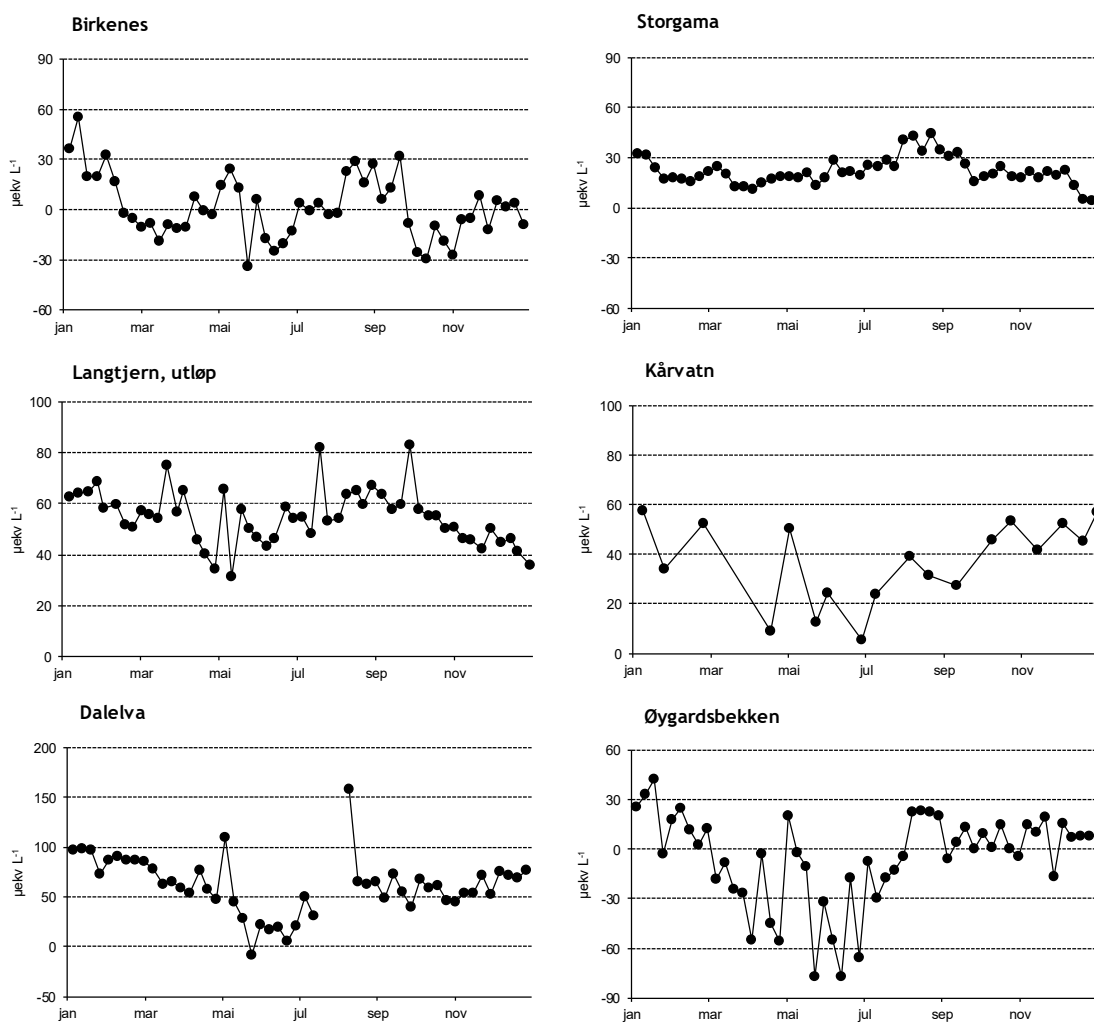 Birkenes
90
60
30
0
-30
-60
µekv L-1
jan mar mai jul sep nov
Storgama
90
60
30
0
-30
-60
µekv L-1
jan mar mai jul sep nov
Langtjern, utløp
100
80
60
40
20
0
µekv L-1
jan mar mai jul sep nov
Kårvatn
100
80
60
40
20
0
µekv L-1
jan mar mai jul sep nov
Dalelva
200
150
100
50
0
-50
µekv L-1
jan mar mai jul sep nov
Øygardsbekken
60
30
0
-30
-60
-90
µekv L-1
jan mar mai jul sep nov